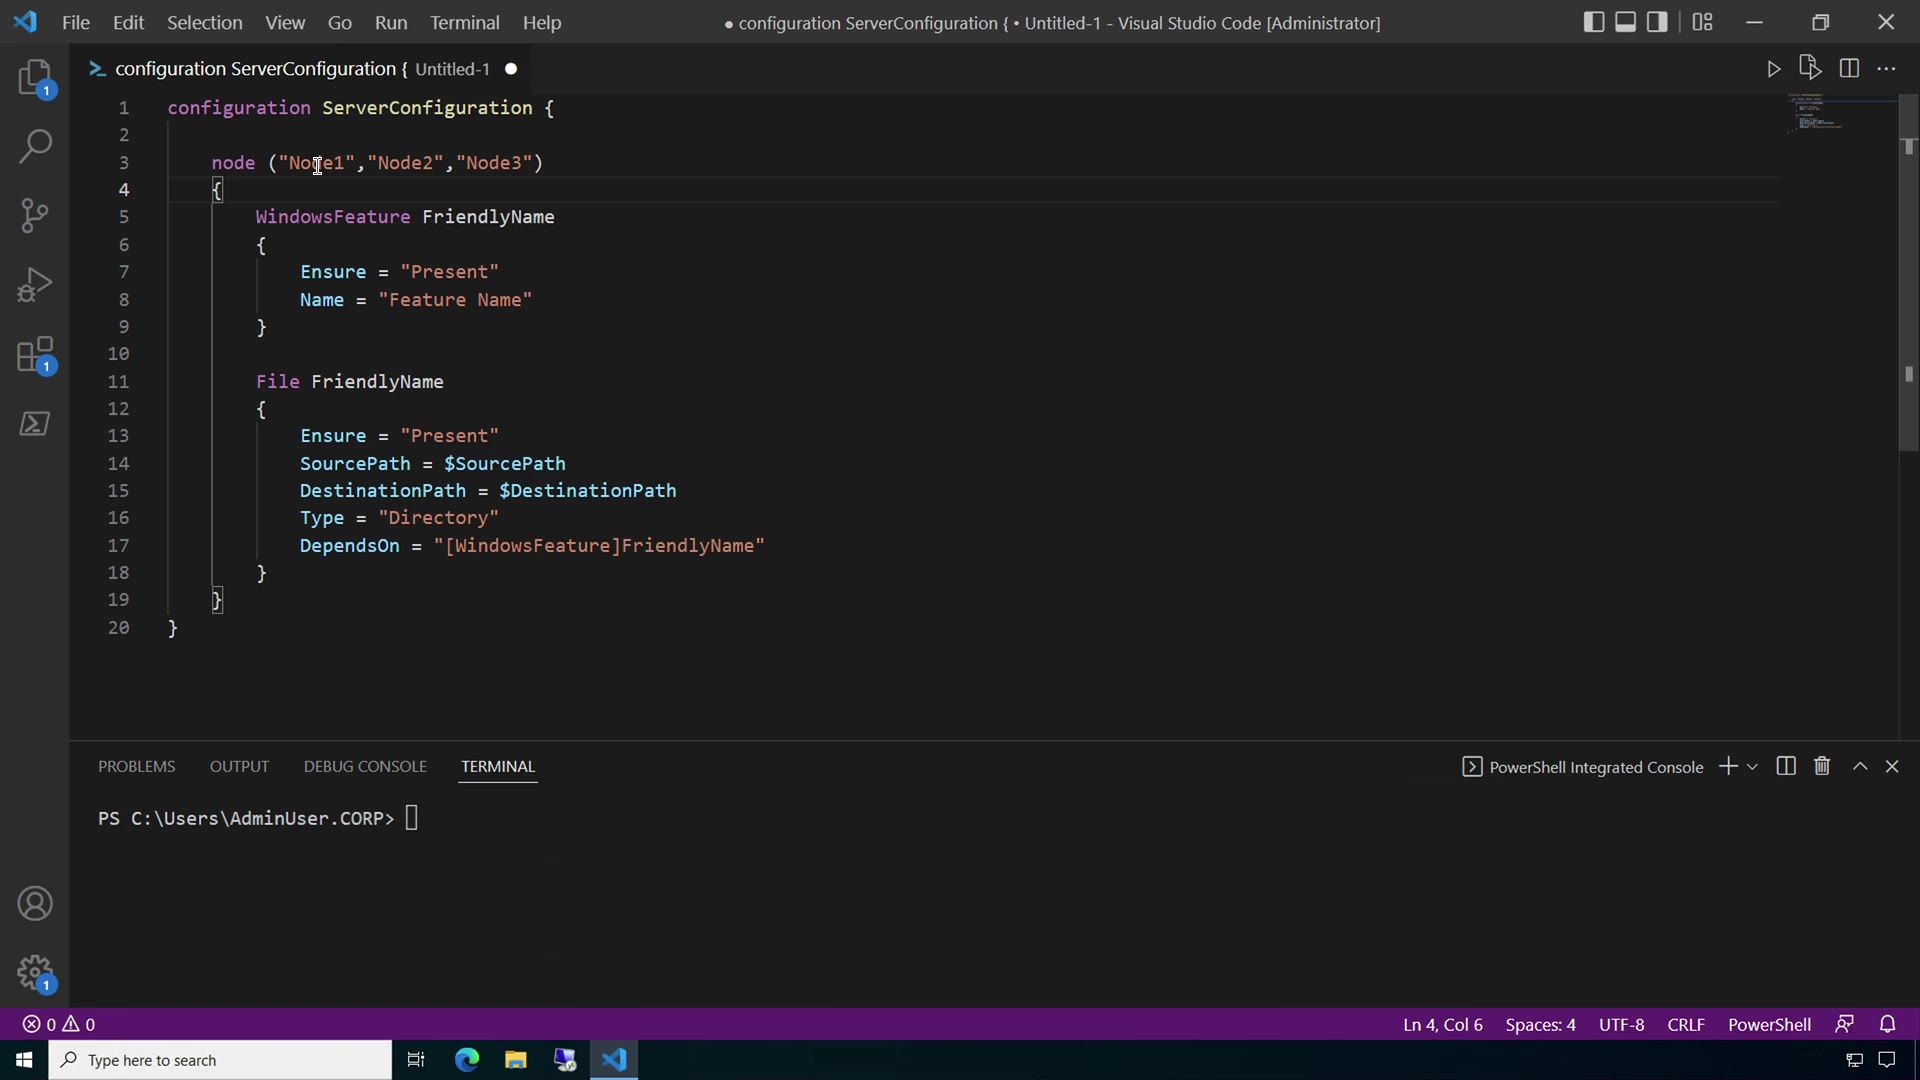 File Edit Selection View Go Run Terminal Help ● configuration ServerConfiguration { • Untitled-1 - Visual Studio Code [Administrator]
configuration ServerConfiguration { Untitled-1
1 configuration ServerConfiguration {
2
3 node ("Node1","Node2","Node3")
4 {
5 WindowsFeature FriendlyName
6 {
7 Ensure = "Present"
8 Name = "Feature Name"
9 }
10
11 File FriendlyName
12 {
13 Ensure = "Present"
14 SourcePath = $SourcePath
15 DestinationPath = $DestinationPath
16 Type = "Directory"
17 DependsOn = "[WindowsFeature]FriendlyName"
18 }
19 }
20 }
1
1
1
PROBLEMS OUTPUT DEBUG CONSOLE TERMINAL PowerShell Integrated Console
PS C:\Users\AdminUser.CORP>
0 0 Ln 4, Col 6 Spaces: 4 UTF-8 CRLF PowerShell
Type here to search